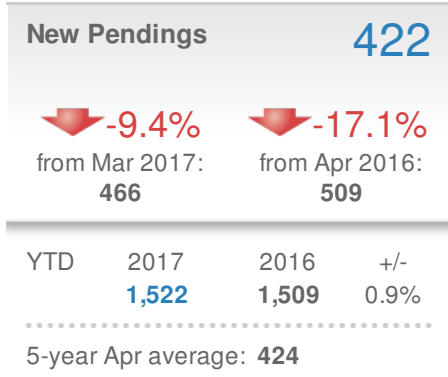 New Pendings 422
-9.4% -17.1%
from Mar 2017: from Apr 2016:
466 509
YTD 2017 2016 +/-
1,522 1,509 0.9%
5-year Apr average: 424